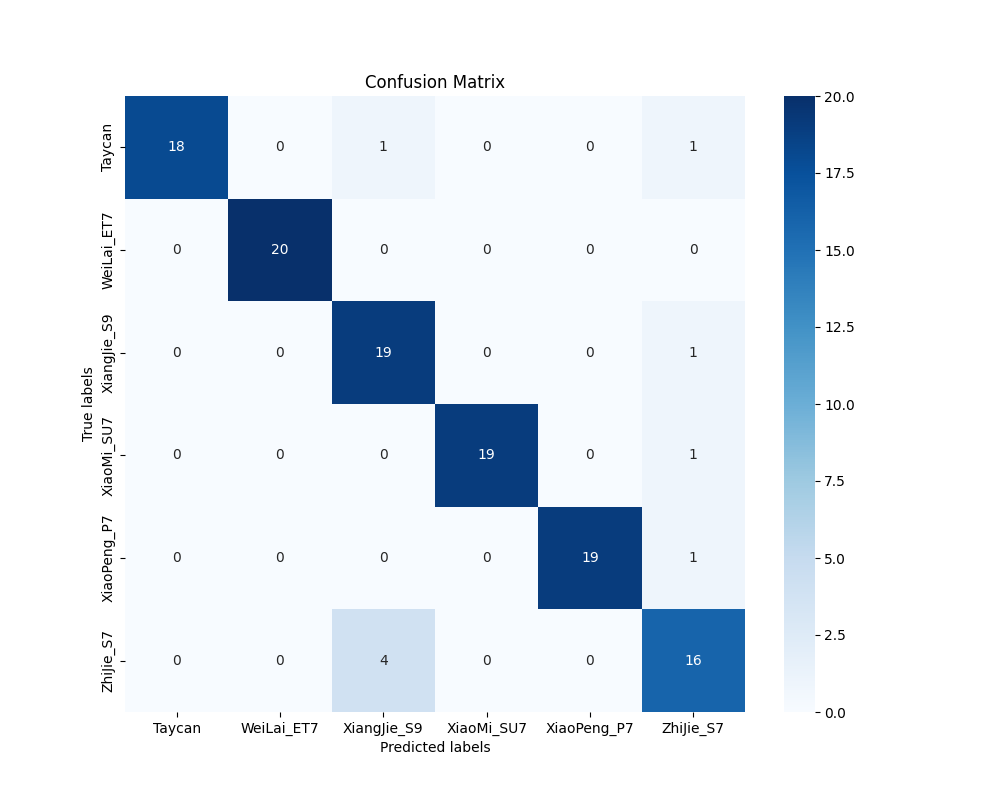 Confusion Matrix
True labels
Taycan 18 0 1 0 0 1
WeiLai_ET7 0 20 0 0 0 0
XiangJie_S9 0 0 19 0 0 1
XiaoMi_SU7 0 0 0 19 0 1
XiaoPeng_P7 0 0 0 0 19 1
ZhiJie_S7 0 0 4 0 0 16
Taycan WeiLai_ET7 XiangJie_S9 XiaoMi_SU7 XiaoPeng_P7 ZhiJie_S7
Predicted labels
20.0
17.5
15.0
12.5
10.0
7.5
5.0
2.5
0.0